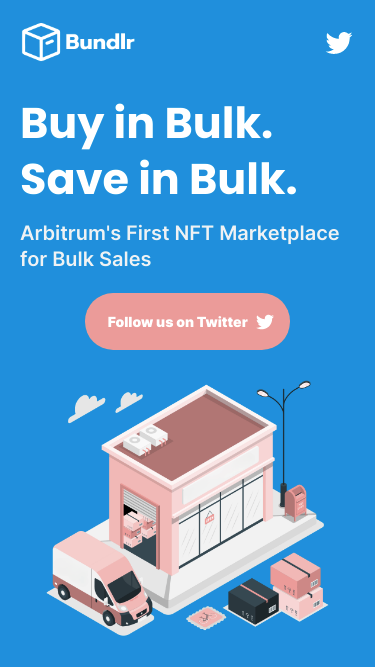 Bundlr
Buy in Bulk.
Save in Bulk.
Arbitrum's First NFT Marketplace
for Bulk Sales
Follow us on Twitter